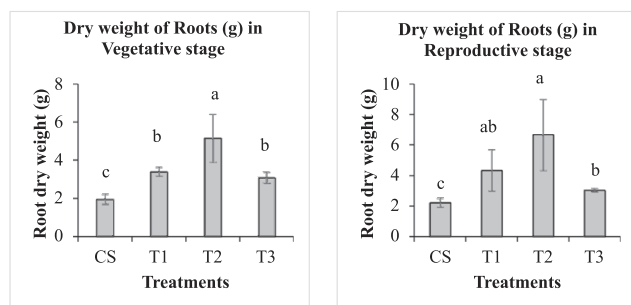 Dry weight of Roots (g) in
Vegetative stage
Root dry weight (g)
8
6
4
2
0
c
b
a
b
CS T1 T2 T3
Treatments
Dry weight of Roots (g) in
Reproductive stage
Root dry weight (g)
10
8
6
4
2
0
c
ab
a
b
CS T1 T2 T3
Treatments